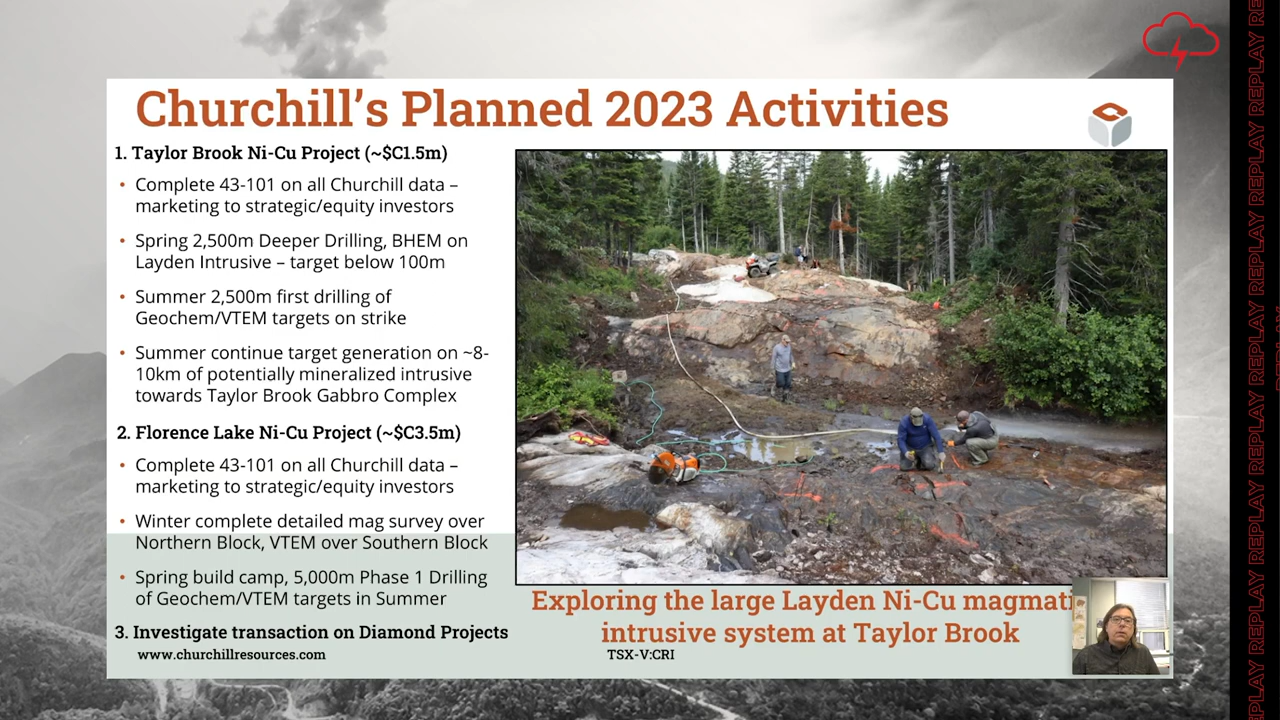 Churchill's Planned 2023 Activities
1. Taylor Brook Ni-Cu Project (~$C1.5m)
• Complete 43-101 on all Churchill data –
marketing to strategic/equity investors
• Spring 2,500m Deeper Drilling, BHEM on
Layden Intrusive – target below 100m
• Summer 2,500m first drilling of
Geochem/VTEM targets on strike
• Summer continue target generation on ~8-
10km of potentially mineralized intrusive
towards Taylor Brook Gabbro Complex
2. Florence Lake Ni-Cu Project (~$C3.5m)
• Complete 43-101 on all Churchill data –
marketing to strategic/equity investors
• Winter complete detailed mag survey over
Northern Block, VTEM over Southern Block
• Spring build camp, 5,000m Phase 1 Drilling
of Geochem/VTEM targets in Summer
3. Investigate transaction on Diamond Projects
www.churchillresources.com
Exploring the large Layden Ni-Cu magmati
intrusive system at Taylor Brook
TSX-V:CRI
REPLAY REPLAY REPLAY REPLAY REPLAY REPLAY REPLAY REPLAY RE